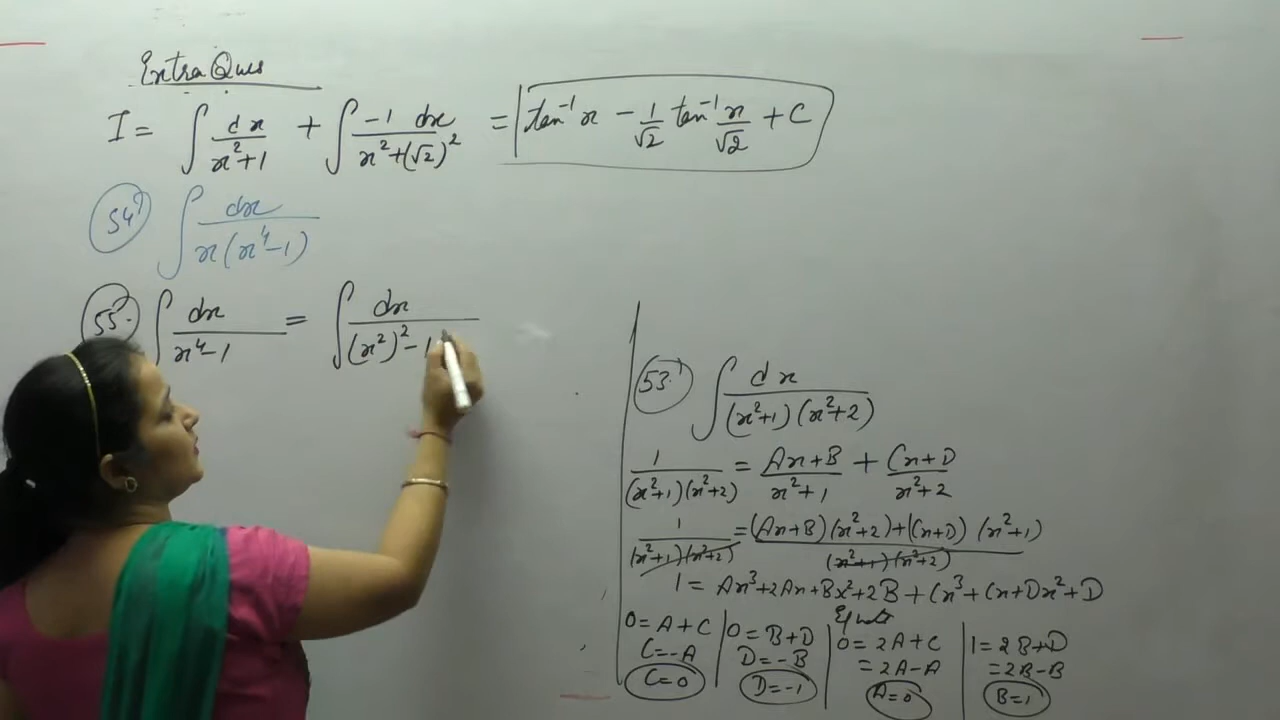 Extra Ques
I = ∫ dx/(x²+1) + ∫ -1 dx/(x²+(√2)²) = tan⁻¹x - 1/√2 tan⁻¹ x/√2 + C
54) ∫ dx/(x(x⁴-1))
55. ∫ dx/(x⁴-1) = ∫ dx/((x²)²-1
53) ∫ dx/((x²+1)(x²+2))
1/((x²+1)(x²+2)) = (Ax+B)/(x²+1) + (Cx+D)/(x²+2)
1/((x²+1)(x²+2)) = ((Ax+B)(x²+2)+(Cx+D)(x²+1))/((x²+1)(x²+2))
1 = Ax³+2Ax+Bx²+2B+Cx³+Cx+Dx²+D
0=A+C
C=-A
C=0
0=B+D
D=-B
D=-1
0=2A+C
=2A-A
A=0
1=2B+D
=2B-B
B=1